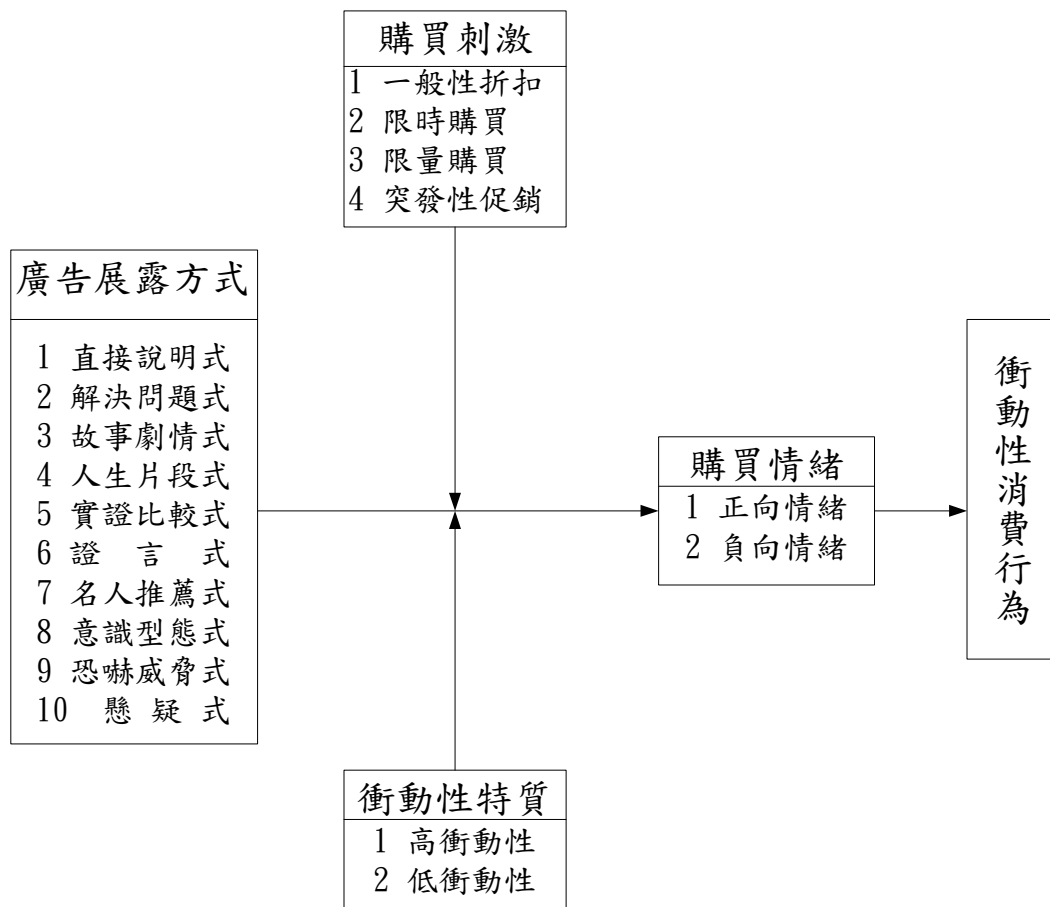 購買刺激
1 一般性折扣
2 限時購買
3 限量購買
4 突發性促銷
廣告展露方式
1 直接說明式
2 解決問題式
3 故事劇情式
4 人生片段式
5 實證比較式
6 證 言 式
7 名人推薦式
8 意識型態式
9 恐嚇威脅式
10 懸疑式
購買情緒
1 正向情緒
2 負向情緒
衝動性消費行為
衝動性特質
1 高衝動性
2 低衝動性